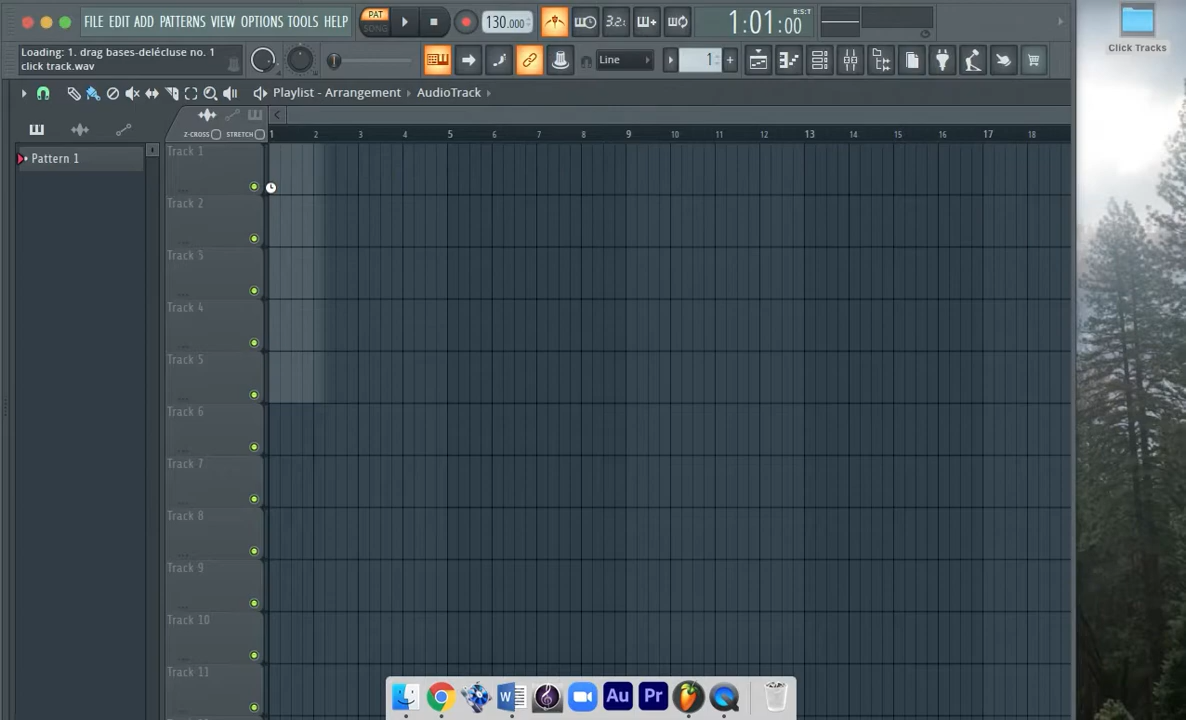 FILE EDIT ADD PATTERNS VIEW OPTIONS TOOLS HELP
PAT
SONG
130.000
3.2.
1:01:00
B:S:T
Click Tracks
Loading: 1. drag bases-delécluse no. 1
click track.wav
Line
1
Playlist - Arrangement AudioTrack
Z-CROSS STRETCH
1 2 3 4 5 6 7 8 9 10 11 12 13 14 15 16 17 18
Pattern 1
Track 1
Track 2
Track 3
Track 4
Track 5
Track 6
Track 7
Track 8
Track 9
Track 10
Track 11
Au Pr